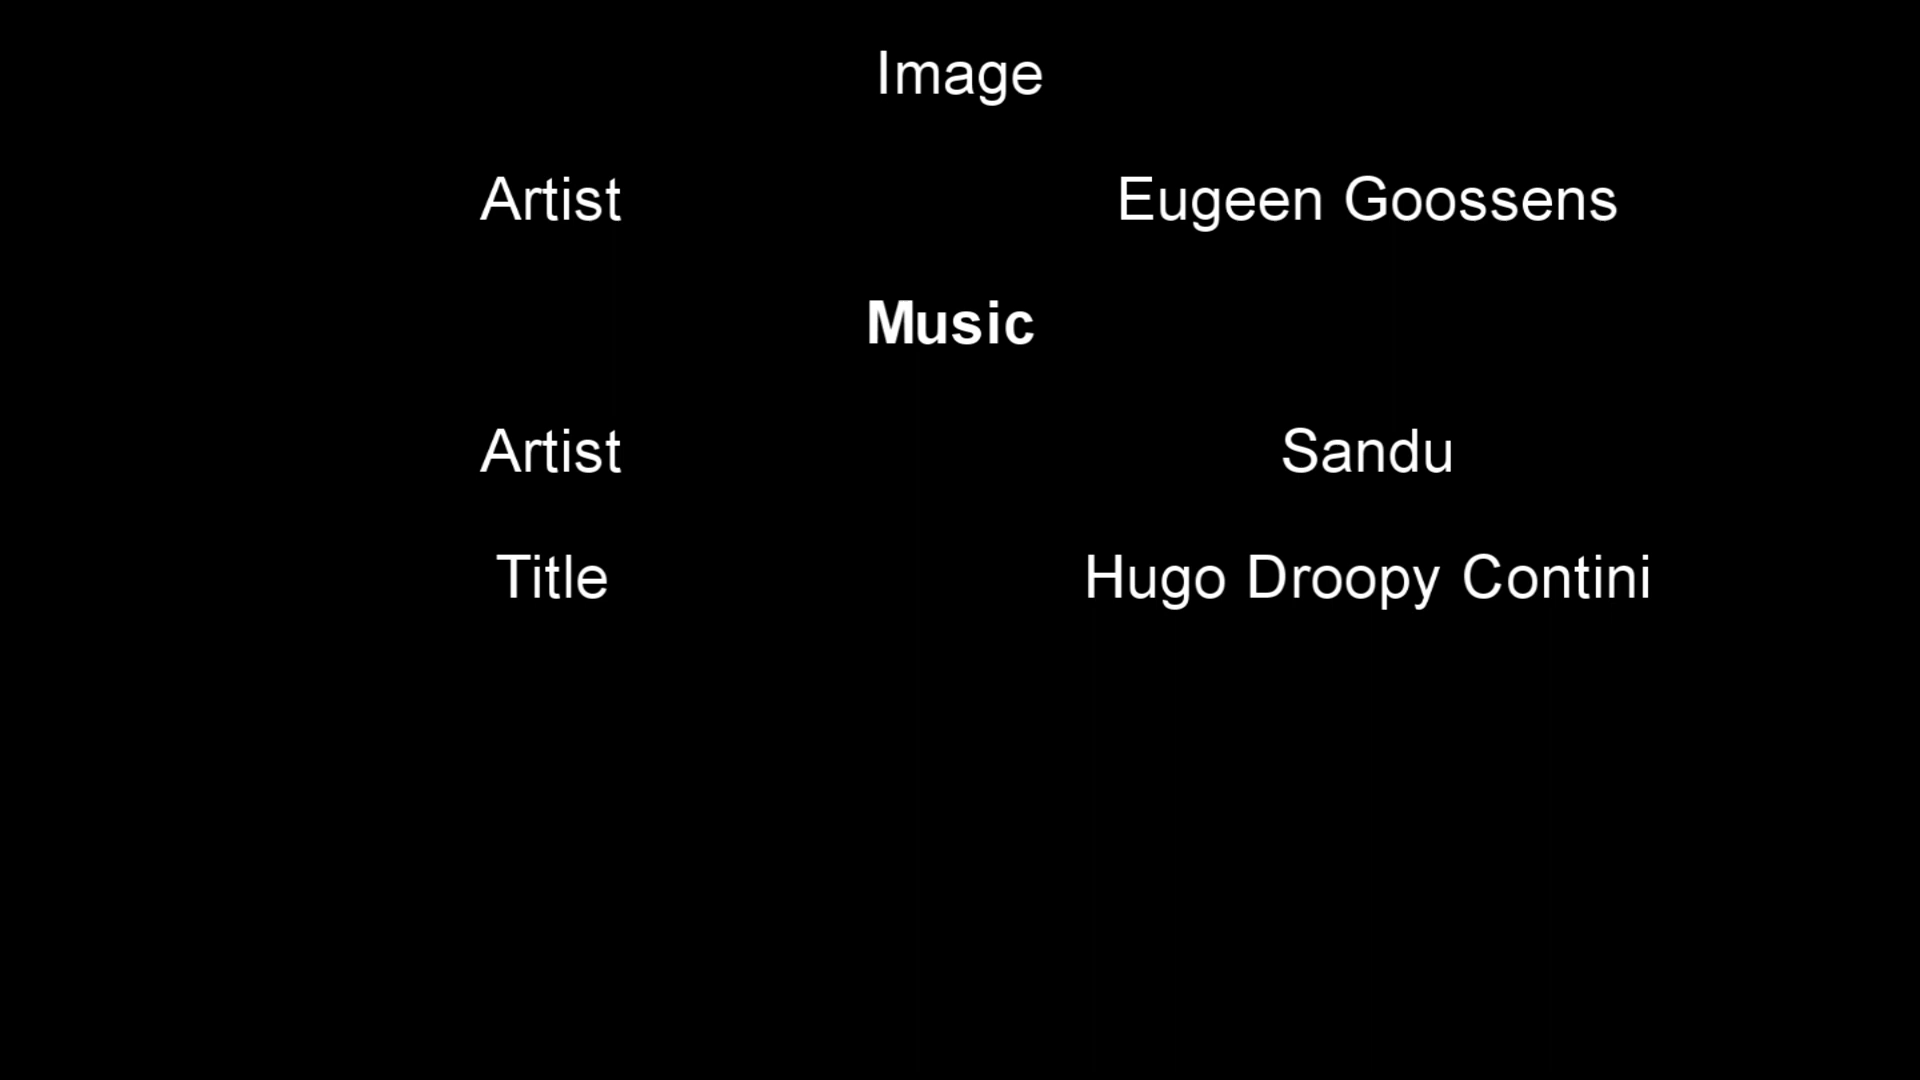 Image
Artist Eugeen Goossens
Music
Artist Sandu
Title Hugo Droopy Contini